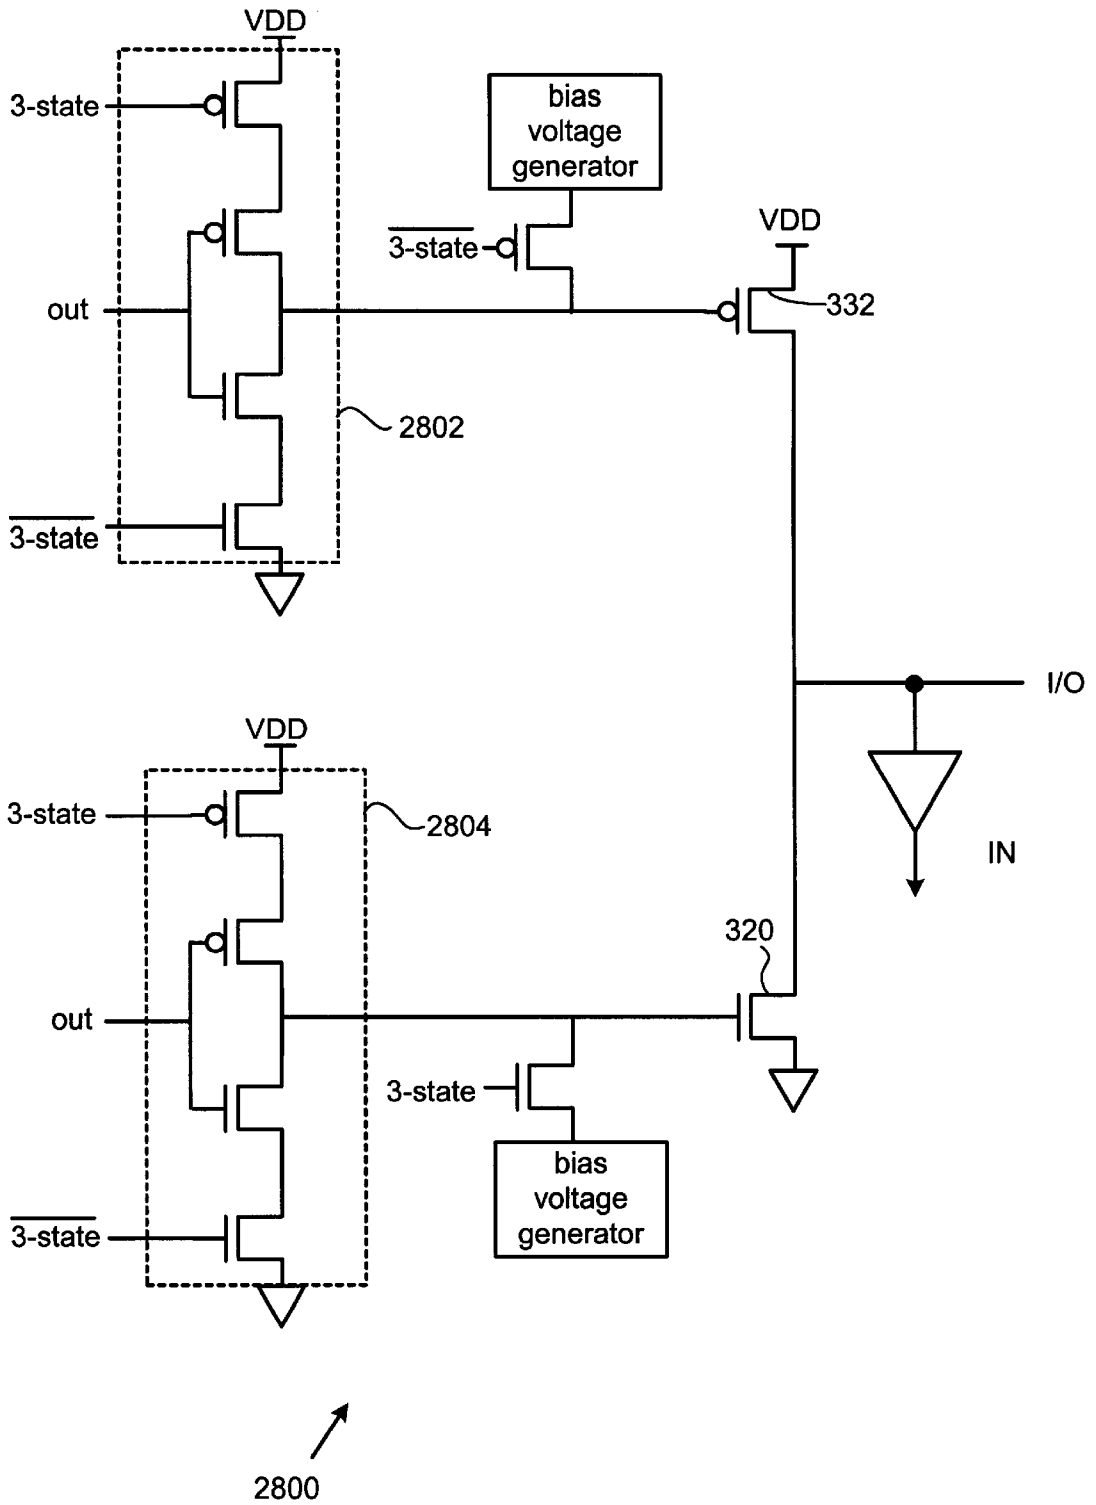 VDD
3-state
bias
voltage
generator
3-state
VDD
out
332
2802
3-state
I/O
VDD
3-state
2804
IN
320
out
3-state
bias
voltage
generator
3-state
2800